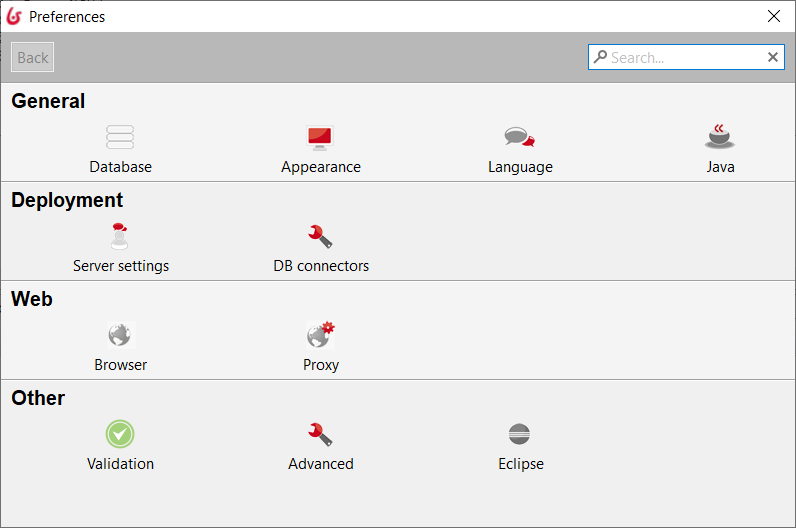 Preferences
Back
Search...
General
Database Appearance Language Java
Deployment
Server settings DB connectors
Web
Browser Proxy
Other
Validation Advanced Eclipse